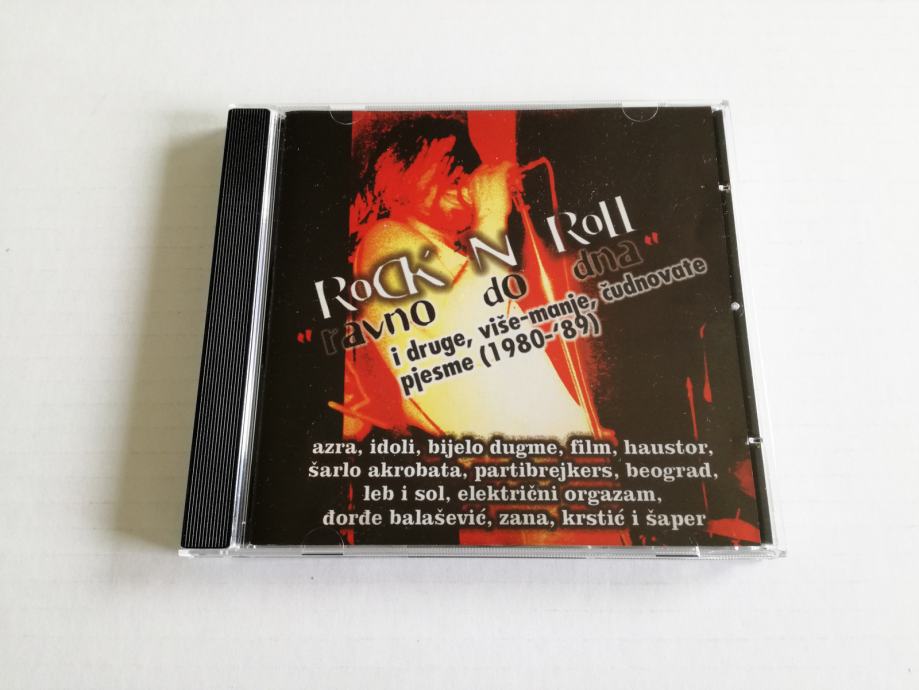 RoCK N Roll
"ravno do dna"
i druge, više-manje, čudnovate
pjesme (1980-'89)
azra, idoli, bijelo dugme, film, haustor,
šarlo akrobata, partibrejkers, beograd,
leb i sol, električni orgazam,
đorđe balašević, zana, krstić i šaper